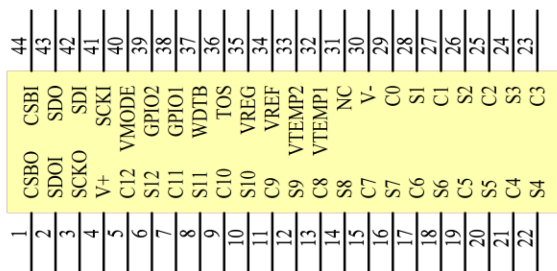 44 43 42 41 40 39 38 37 36 35 34 33 32 31 30 29 28 27 26 25 24 23
CSBI SDO SDI SCKI VMODE GPIO2 GPIO1 WDTB TOS VREG VREF VTEMP2 VTEMP1 NC V- C0 S1 C1 S2 C2 S3 C3
CSBO SDOI SCKO V+ C12 S12 C11 S11 C10 S10 C9 S9 C8 S8 C7 S7 C6 S6 C5 S5 C4 S4
1 2 3 4 5 6 7 8 9 10 11 12 13 14 15 16 17 18 19 20 21 22